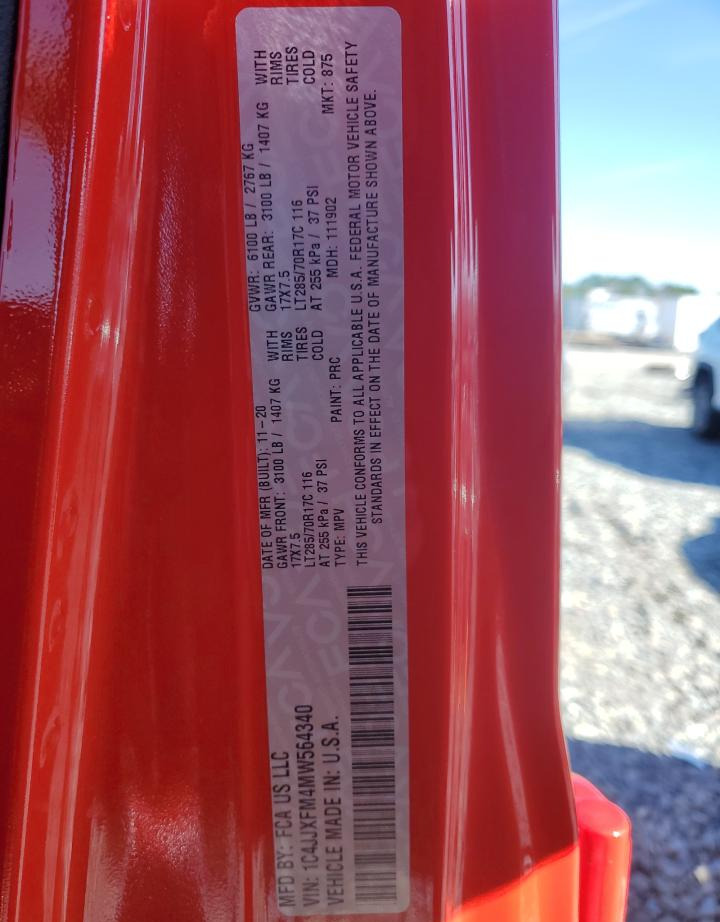 MFD BY: FCA US LLC
VIN: 1C4JJXFM4MW564340
VEHICLE MADE IN: U.S.A.
DATE OF MFR (BUILT): 11-20 GVWR: 6100 LB / 2767 KG
GAWR FRONT: 3100 LB / 1407 KG WITH GAWR REAR: 3100 LB / 1407 KG WITH
17X7.5 RIMS 17X7.5 RIMS
LT285/70R17C 116 TIRES LT285/70R17C 116 TIRES
AT 255 kPa / 37 PSI COLD AT 255 kPa / 37 PSI COLD
TYPE: MPV PAINT: PRC MDH: 111902 MKT: 875
THIS VEHICLE CONFORMS TO ALL APPLICABLE U.S.A. FEDERAL MOTOR VEHICLE SAFETY
STANDARDS IN EFFECT ON THE DATE OF MANUFACTURE SHOWN ABOVE.